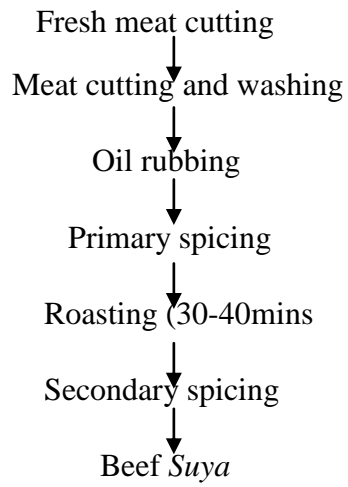 Fresh meat cutting
Meat cutting and washing
Oil rubbing
Primary spicing
Roasting (30-40mins
Secondary spicing
Beef Suya